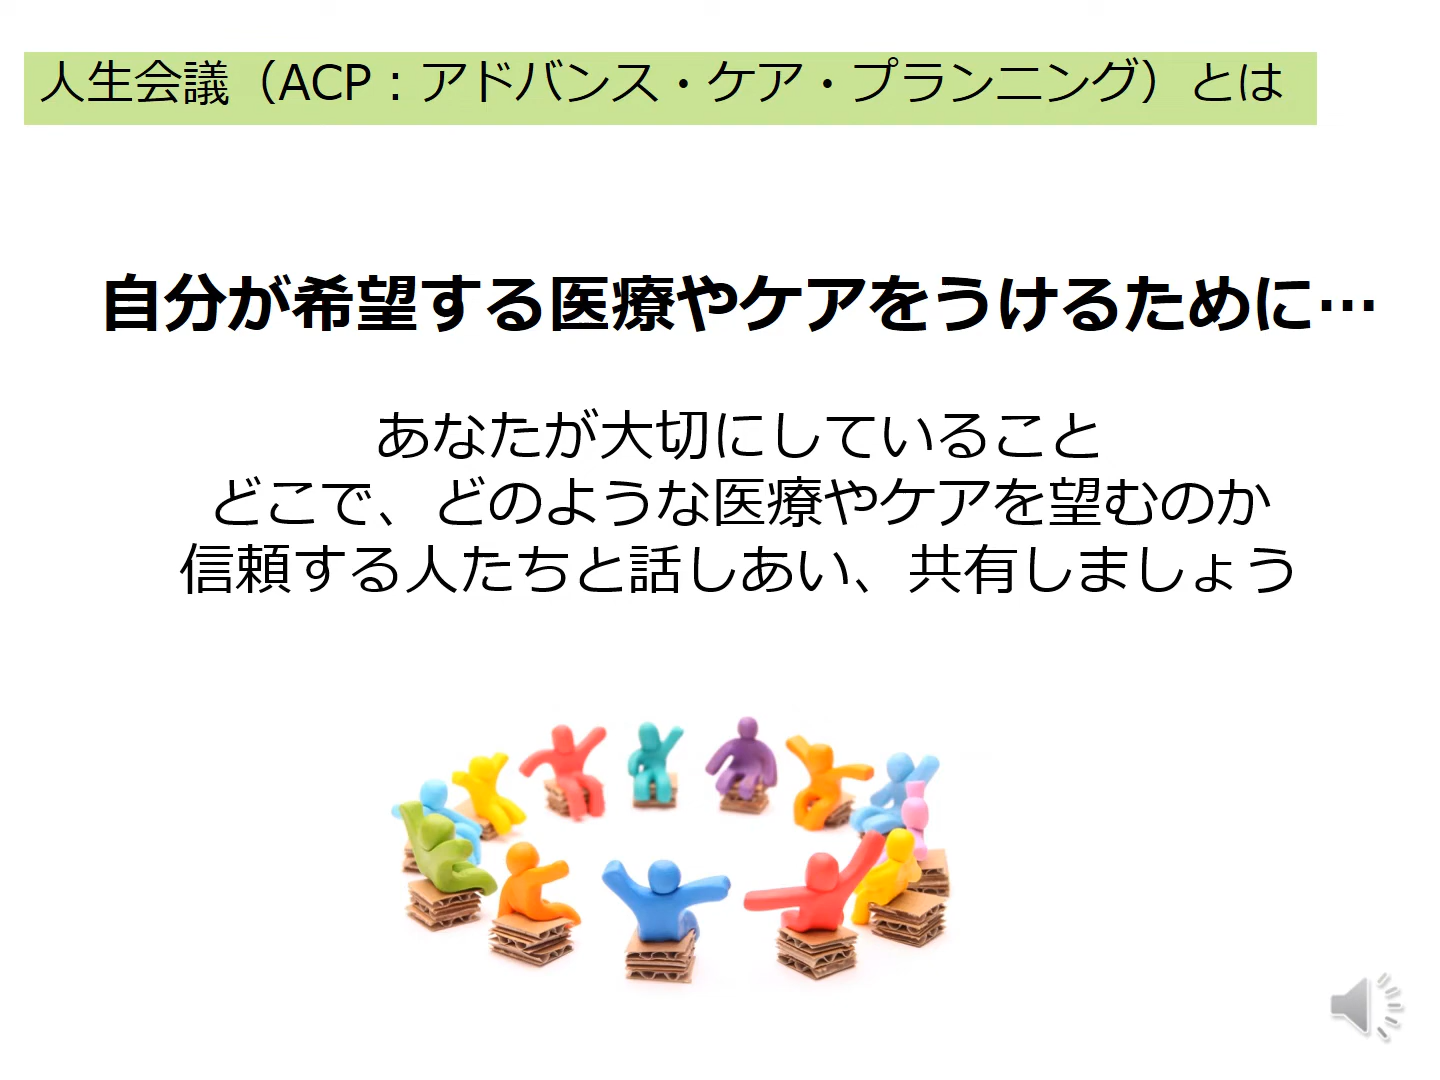 人生会議（ACP：アドバンス・ケア・プランニング）とは
自分が希望する医療やケアをうけるために…
あなたが大切にしていること
どこで、どのような医療やケアを望むのか
信頼する人たちと話しあい、共有しましょう